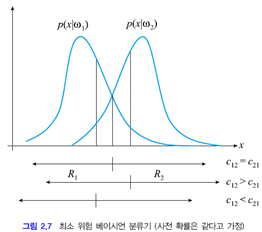 p(x|ω₁) p(x|ω₂)
x
c₁₂ = c₂₁
R₁ R₂
c₁₂ > c₂₁
c₁₂ < c₂₁
그림 2.7 최소 위험 베이시언 분류기 (사전 확률은 같다고 가정)